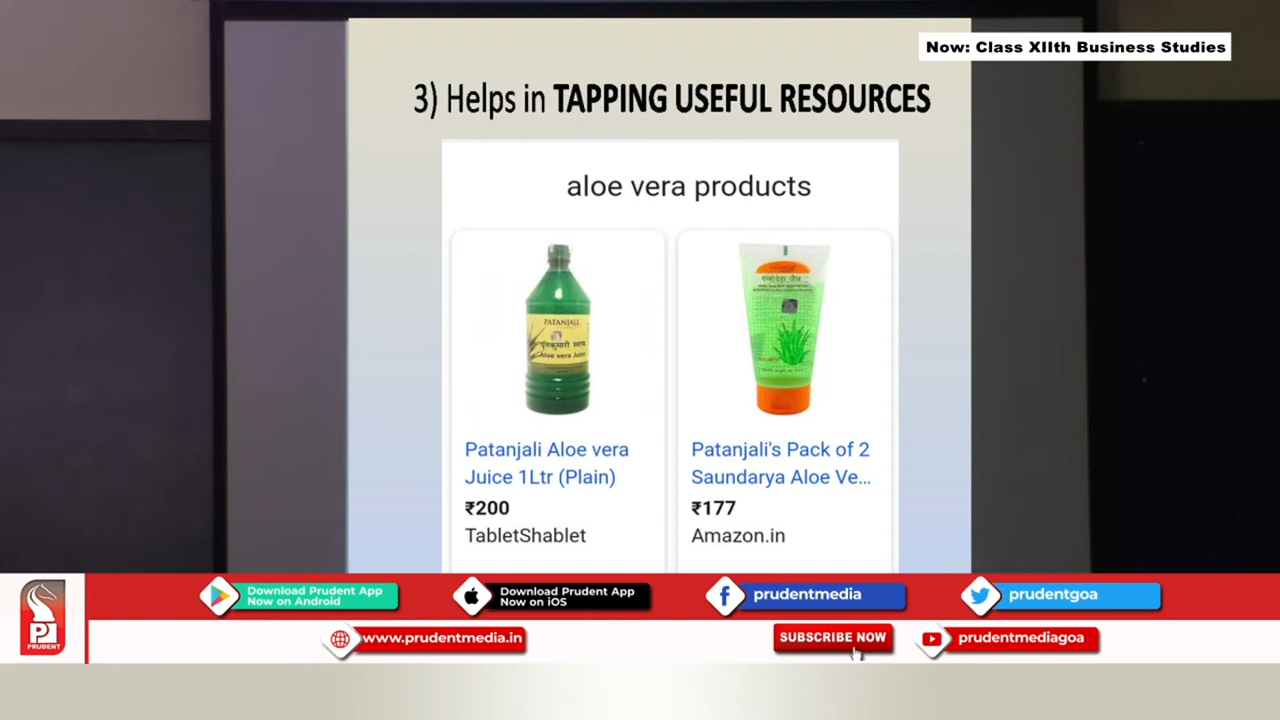 Now: Class XIIth Business Studies
3) Helps in TAPPING USEFUL RESOURCES
aloe vera products
PATANJALI
Aloe vera Juice
Patanjali Aloe vera
Juice 1Ltr (Plain)
₹200
TabletShablet
Patanjali's Pack of 2
Saundarya Aloe Ve...
₹177
Amazon.in
PJ
PRUDENT
Download Prudent App
Now on Android
Download Prudent App
Now on iOS
prudentmedia
prudentgoa
www.prudentmedia.in
SUBSCRIBE NOW
prudentmediagoa